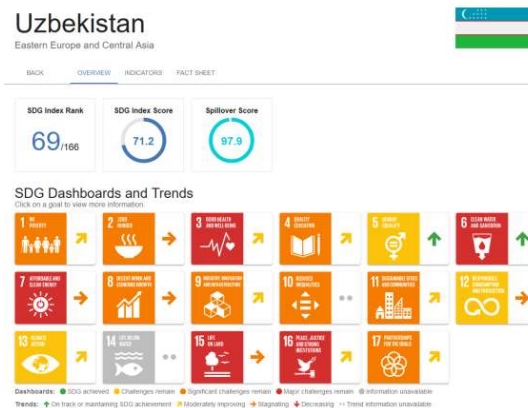 Uzbekistan
Eastern Europe and Central Asia
BACK OVERVIEW INDICATORS FACT SHEET
SDG Index Rank SDG Index Score Spillover Score
69/166 71.2 97.9
SDG Dashboards and Trends
Click on a goal to view more information.
1 NO POVERTY
2 ZERO HUNGER
3 GOOD HEALTH AND WELL-BEING
4 QUALITY EDUCATION
5 GENDER EQUALITY
6 CLEAN WATER AND SANITATION
7 AFFORDABLE AND CLEAN ENERGY
8 DECENT WORK AND ECONOMIC GROWTH
9 INDUSTRY, INNOVATION AND INFRASTRUCTURE
10 REDUCED INEQUALITIES
11 SUSTAINABLE CITIES AND COMMUNITIES
12 RESPONSIBLE CONSUMPTION AND PRODUCTION
13 CLIMATE ACTION
14 LIFE BELOW WATER
15 LIFE ON LAND
16 PEACE, JUSTICE AND STRONG INSTITUTIONS
17 PARTNERSHIPS FOR THE GOALS
Dashboards: SDG achieved Challenges remain Significant challenges remain Major challenges remain Information unavailable
Trends: On track or maintaining SDG achievement Moderately improving Stagnating Decreasing Trend information unavailable